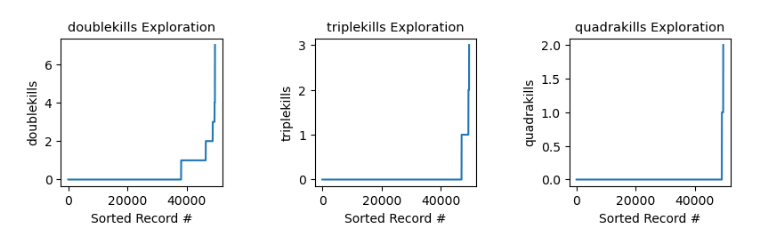 doublekills Exploration
doublekills
6
4
2
0
0 20000 40000
Sorted Record #
triplekills Exploration
triplekills
3
2
1
0
0 20000 40000
Sorted Record #
quadrakills Exploration
quadrakills
2.0
1.5
1.0
0.5
0.0
0 20000 40000
Sorted Record #